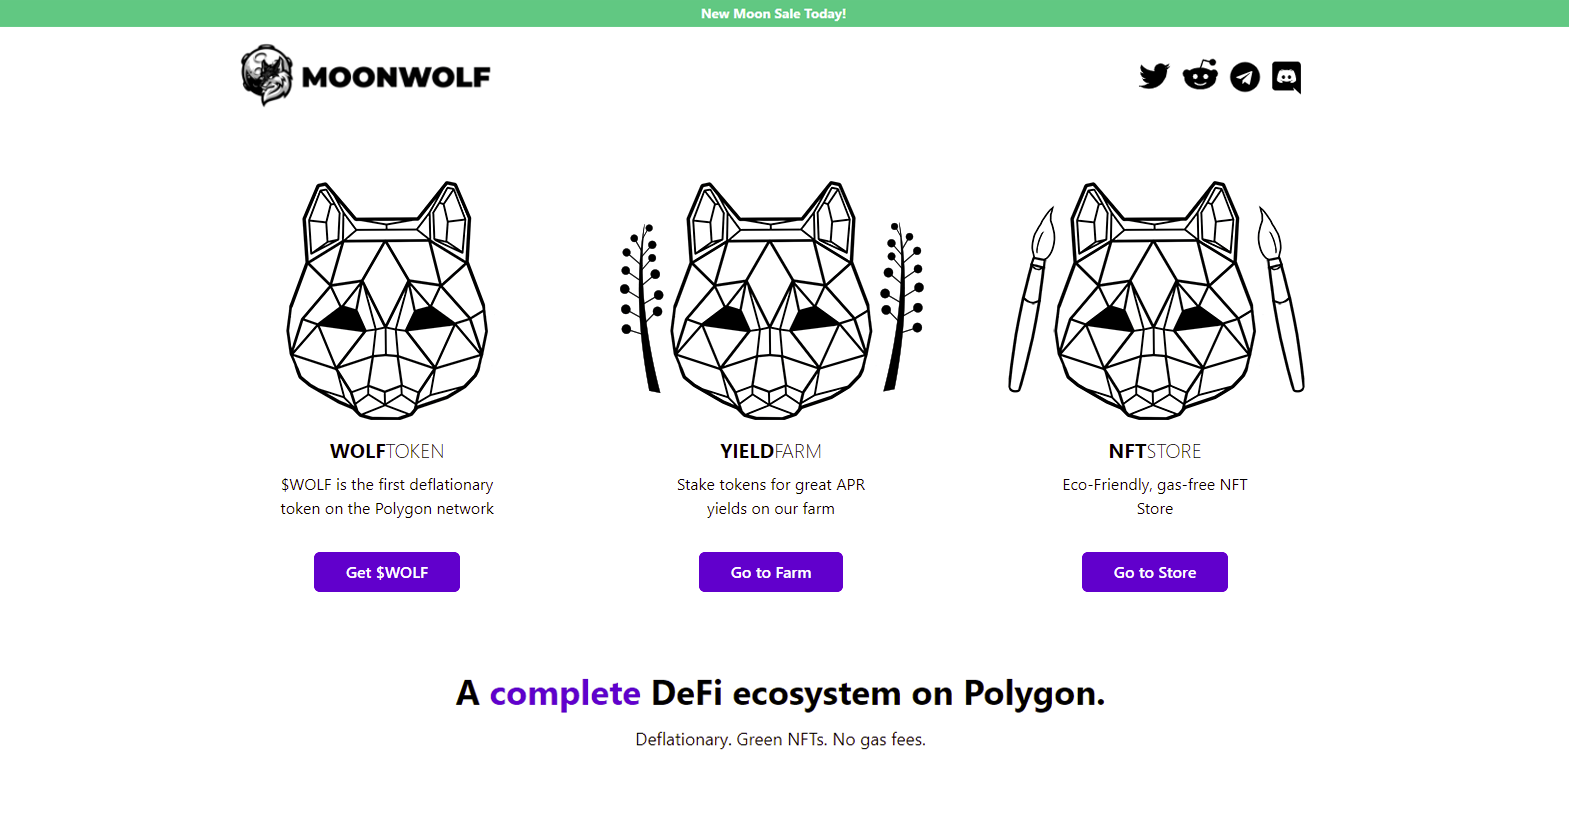 New Moon Sale Today!
MOONWOLF
WOLFTOKEN
$WOLF is the first deflationary
token on the Polygon network
Get $WOLF
YIELDFARM
Stake tokens for great APR
yields on our farm
Go to Farm
NFTSTORE
Eco-Friendly, gas-free NFT
Store
Go to Store
A complete DeFi ecosystem on Polygon.
Deflationary. Green NFTs. No gas fees.